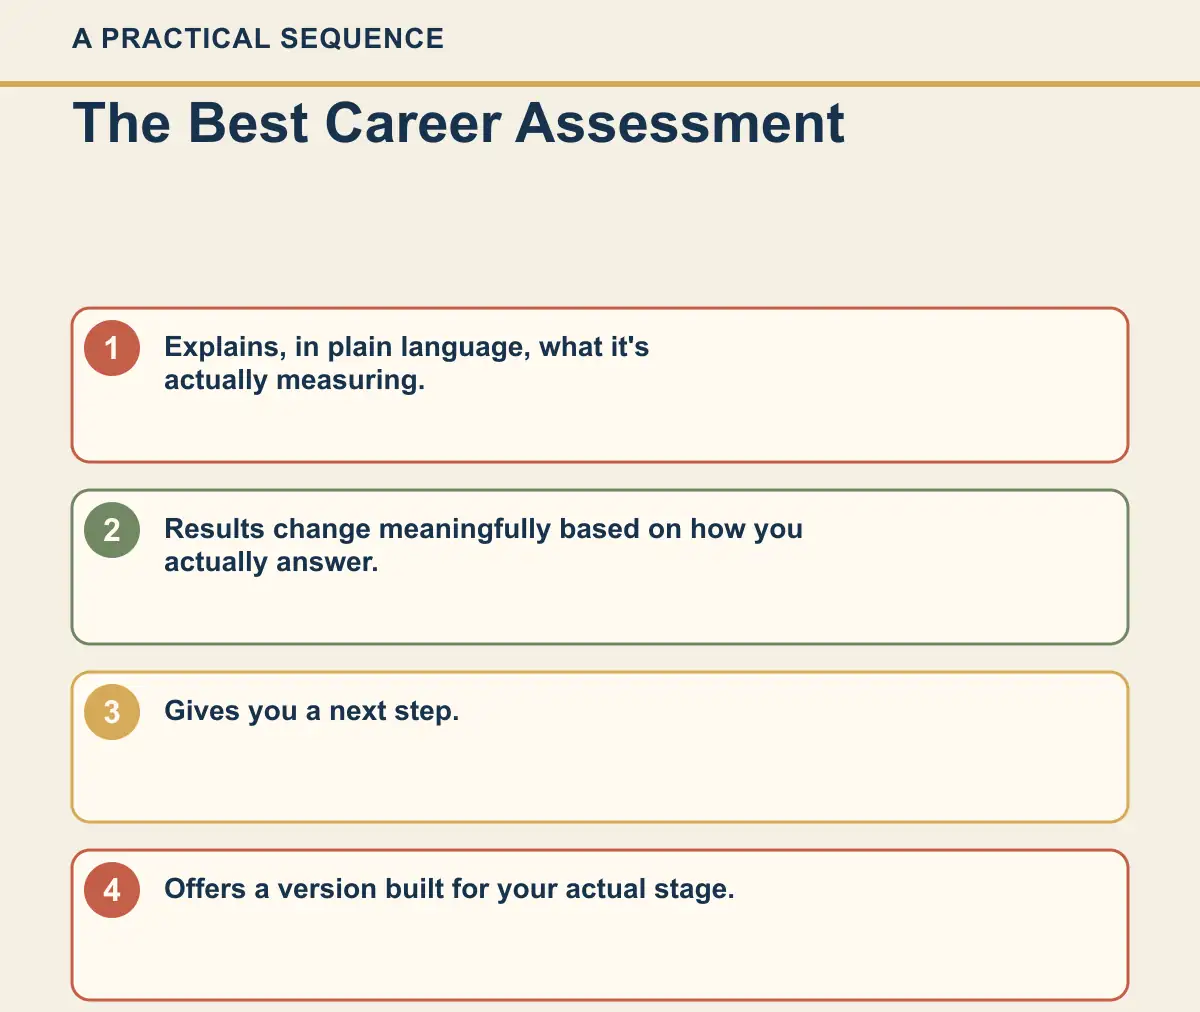 A PRACTICAL SEQUENCE
The Best Career Assessment
1
Explains, in plain language, what it's
actually measuring.
2
Results change meaningfully based on how you
actually answer.
3
Gives you a next step.
4
Offers a version built for your actual stage.